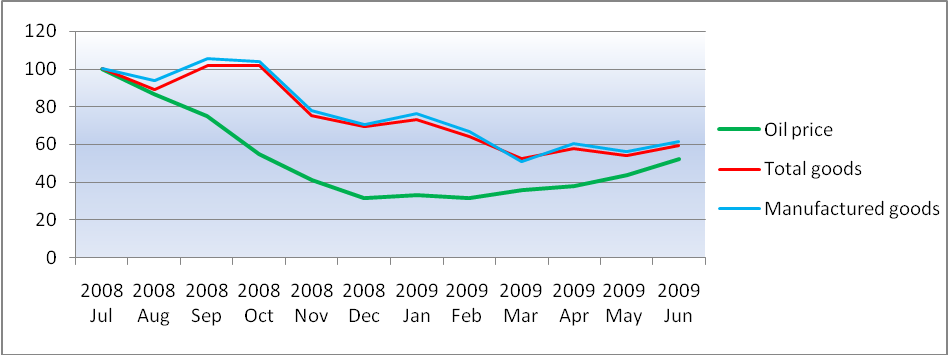 120
100
80
60
40
20
0
2008 2008 2008 2008 2008 2008 2009 2009 2009 2009 2009 2009
Jul Aug Sep Oct Nov Dec Jan Feb Mar Apr May Jun
Oil price
Total goods
Manufactured goods